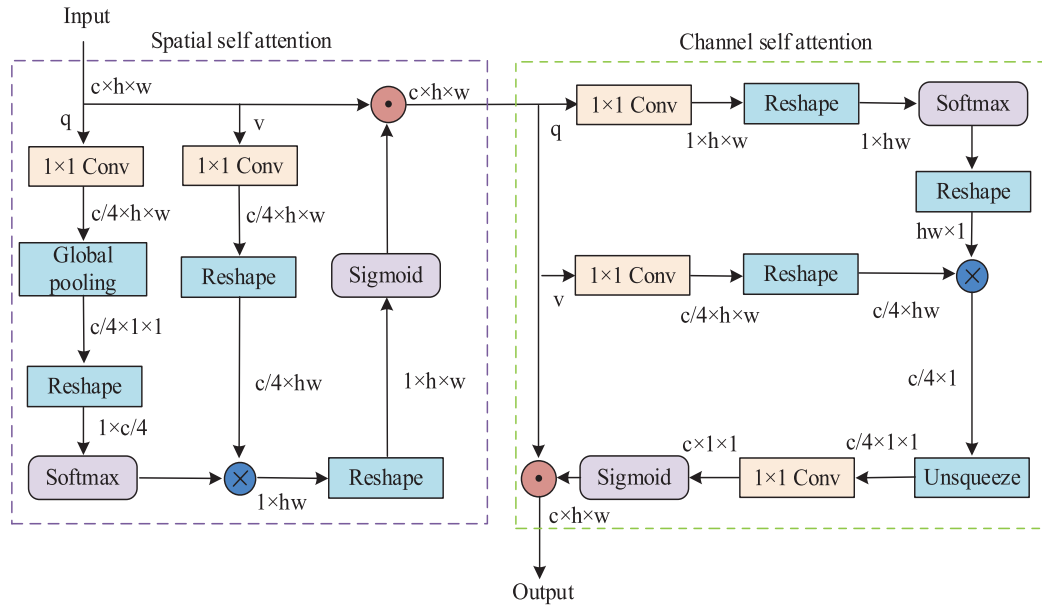 Input
Spatial self attention
Channel self attention
c×h×w
c×h×w
q
v
q
1×1 Conv
Reshape
Softmax
1×h×w
1×hw
1×1 Conv
1×1 Conv
Reshape
c/4×h×w
c/4×h×w
hw×1
Global
pooling
Reshape
Sigmoid
v
1×1 Conv
Reshape
×
c/4×h×w
c/4×hw
c/4×1×1
Reshape
c/4×hw
1×h×w
c/4×1
1×c/4
c×1×1
c/4×1×1
Softmax
×
1×hw
Reshape
Sigmoid
1×1 Conv
Unsqueeze
c×h×w
Output